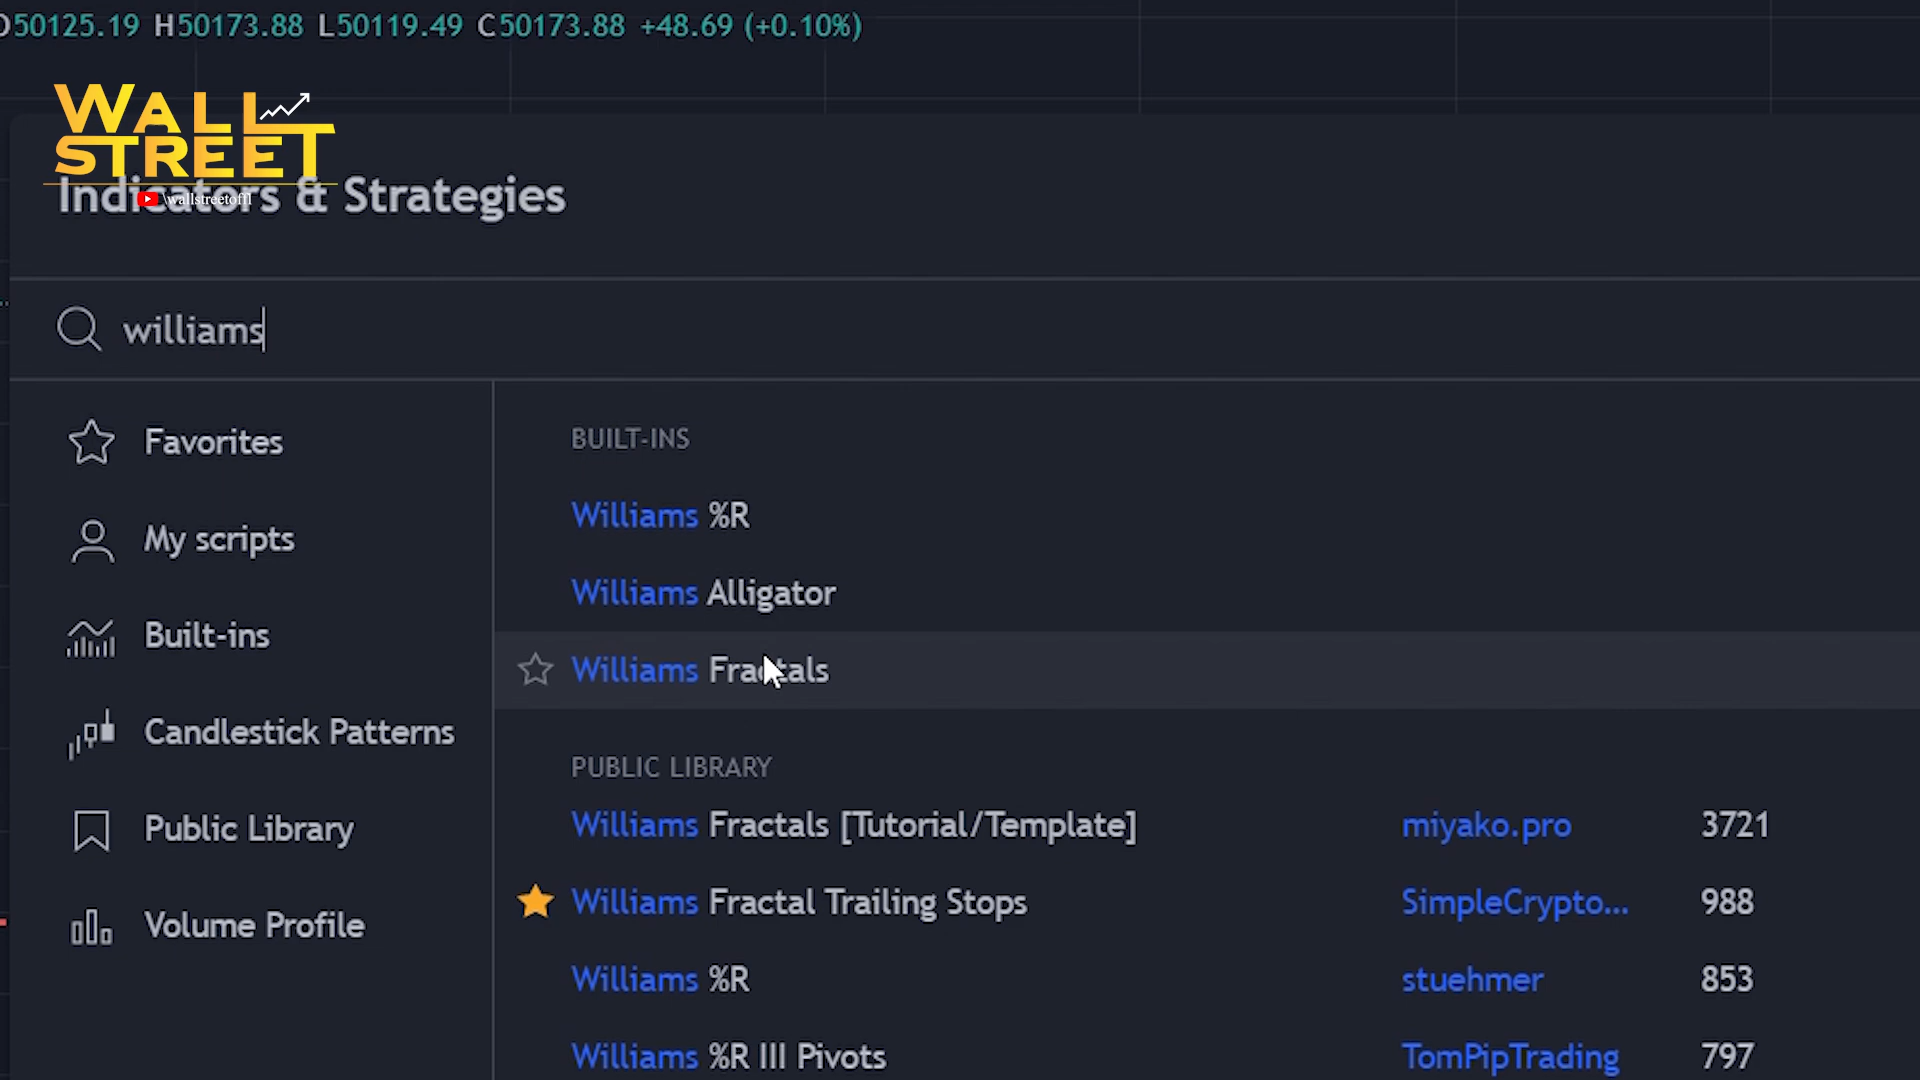 O50125.19 H50173.88 L50119.49 C50173.88 +48.69 (+0.10%)
WALL
STREET
\wallstreetoff1
Indicators & Strategies
williams
Favorites
My scripts
Built-ins
Candlestick Patterns
Public Library
Volume Profile
BUILT-INS
Williams %R
Williams Alligator
Williams Fractals
PUBLIC LIBRARY
Williams Fractals [Tutorial/Template] miyako.pro 3721
Williams Fractal Trailing Stops SimpleCrypto... 988
Williams %R stuehmer 853
Williams %R III Pivots TomPipTrading 797